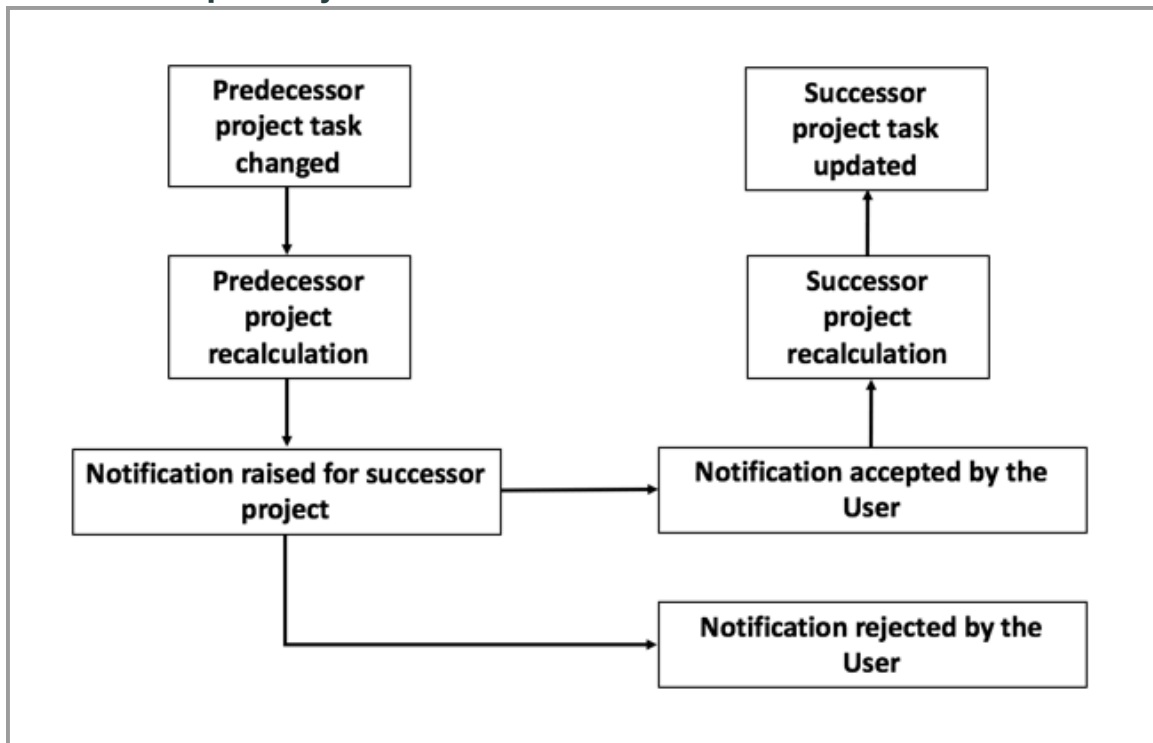 Predecessor
project task
changed
Predecessor
project
recalculation
Notification raised for successor
project
Successor
project task
updated
Successor
project
recalculation
Notification accepted by the
User
Notification rejected by the
User